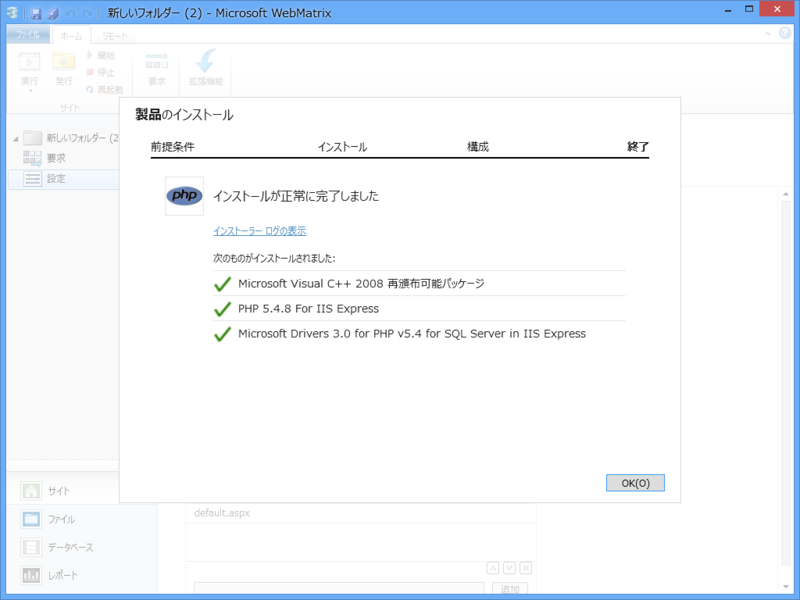 新しいフォルダー (2) - Microsoft WebMatrix
ファイル
ホーム
リモート
実行
発行
開始
停止
再起動
要求
拡張機能
サイト
新しいフォルダー (2
要求
設定
製品のインストール
前提条件
インストール
構成
終了
php
インストールが正常に完了しました
インストーラー ログの表示
次のものがインストールされました:
Microsoft Visual C++ 2008 再頒布可能パッケージ
PHP 5.4.8 For IIS Express
Microsoft Drivers 3.0 for PHP v5.4 for SQL Server in IIS Express
OK(O)
サイト
ファイル
データベース
レポート
default.aspx
追加